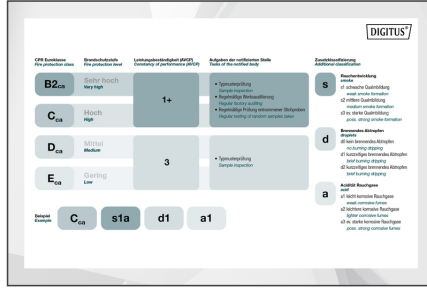 DIGITUS®
CPR Euroklasse
Fire protection class
Brandschutzstufe
Fire protection level
Leistungsbeständigkeit (AVCP)
Constancy of performance (AVCP)
Aufgaben der notifizierten Stelle
Tasks of the notified body
Zusatzklassifizierung
Additional classification
B2ca
Sehr hoch
Very high
1+
• Typenunterprüfung
Sample inspection
• Regelmäßige Werksauditierung
Regular factory auditing
• Regelmäßige Prüfung entnommener Stichproben
Regular testing of random samples taken
Cca
Hoch
High
Dca
Mittel
Medium
3
• Typenunterprüfung
Sample inspection
Eca
Gering
Low
Beispiel
Example
Cca
s1a
d1
a1
s
Rauchentwicklung
smoke
s1 schwache Qualmbildung
weak smoke formation
s2 mittlere Qualmbildung
medium smoke formation
s3 ev. starke Qualmbildung
poss. strong smoke formation
d
Brennendes Abtropfen
droplets
d0 kein brennendes Abtropfen
no burning dripping
d1 kurzzeitiges brennendes Abtropfen
brief burning dripping
d2 kurzzeitiges brennendes Abtropfen
brief burning dripping
a
Acidität Rauchgase
acid
a1 leicht korrosive Rauchgase
weak corrosive fumes
s2 leichtere korrosive Rauchgase
lighter corrosive fumes
s3 ev. starke korrosive Rauchgase
poss. strong corrosive fumes